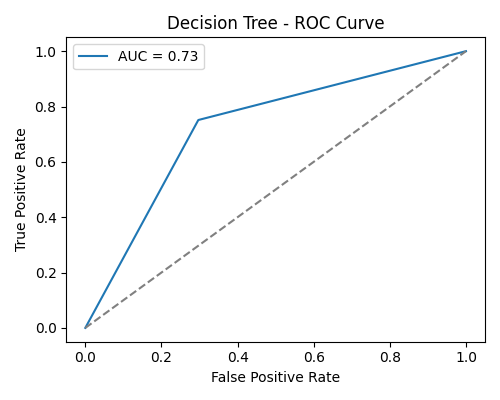 Decision Tree - ROC Curve
AUC = 0.73
True Positive Rate
1.0
0.8
0.6
0.4
0.2
0.0
0.0 0.2 0.4 0.6 0.8 1.0
False Positive Rate